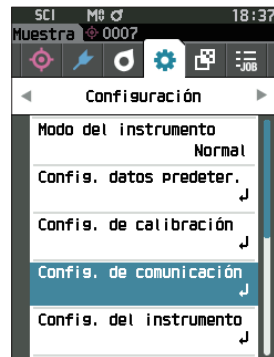 SCI M0 18:37
Muestra 0007
-JOB
Configuración
Modo del instrumento
Normal
Config. datos predeter.
Config. de calibración
Config. de comunicación
Config. del instrumento